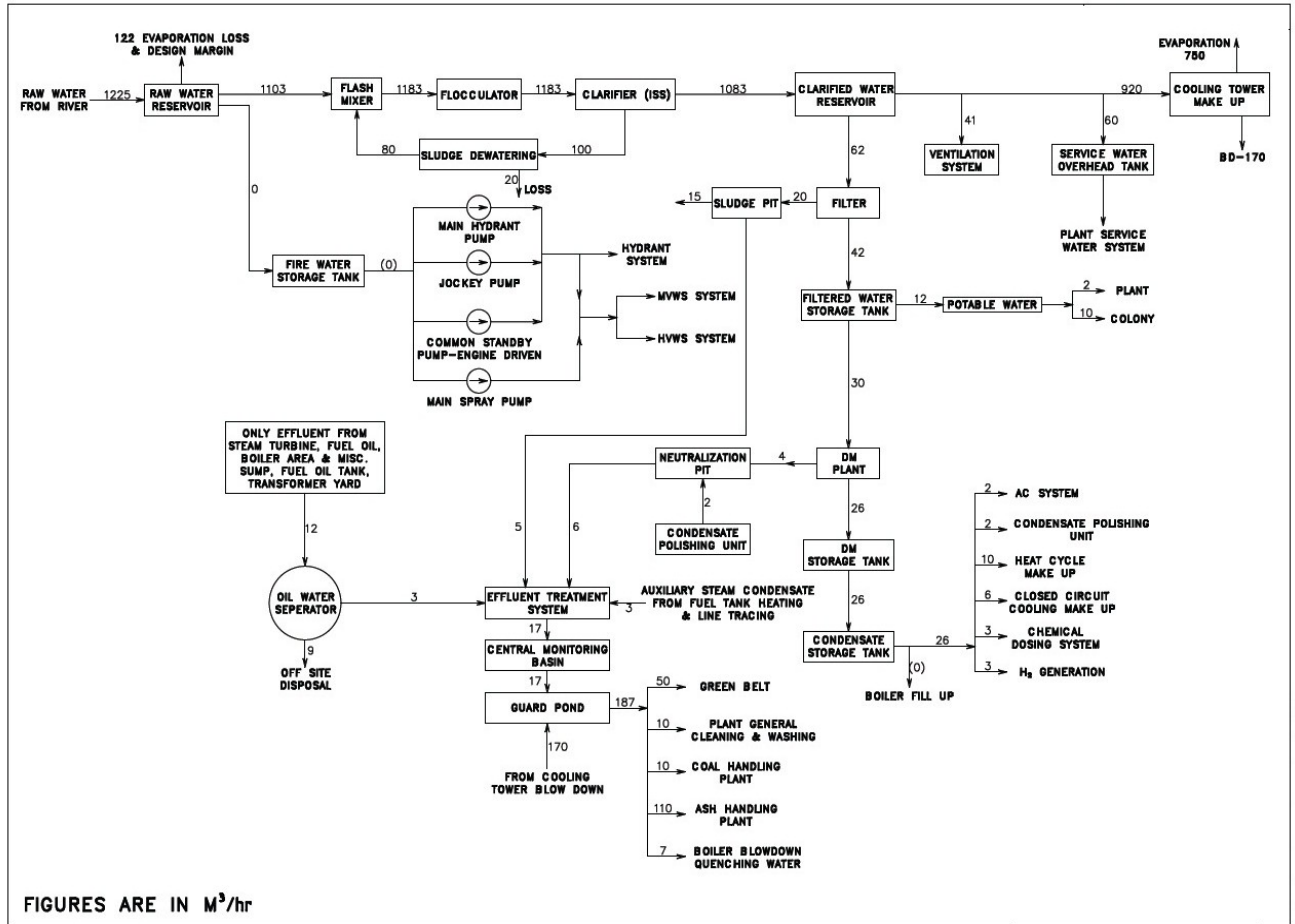 122 EVAPORATION LOSS
& DESIGN MARGIN
EVAPORATION
750
RAW WATER
FROM RIVER
1225
RAW WATER
RESERVOIR
1103
FLASH
MIXER
1183
FLOCCULATOR
1183
CLARIFIER (ISS)
1083
CLARIFIED WATER
RESERVOIR
920
COOLING TOWER
MAKE UP
41
60
80
SLUDGE DEWATERING
100
62
VENTILATION
SYSTEM
SERVICE WATER
OVERHEAD TANK
BD-170
0
20
LOSS
15
SLUDGE PIT
20
FILTER
MAIN HYDRANT
PUMP
PLANT SERVICE
WATER SYSTEM
HYDRANT
SYSTEM
42
FIRE WATER
STORAGE TANK
(0)
JOCKEY PUMP
MVWS SYSTEM
FILTERED WATER
STORAGE TANK
12
POTABLE WATER
2
PLANT
10
COLONY
COMMON STANDBY
PUMP-ENGINE DRIVEN
HVWS SYSTEM
30
MAIN SPRAY PUMP
ONLY EFFLUENT FROM
STEAM TURBINE, FUEL OIL,
BOILER AREA & MISC.
SUMP, FUEL OIL TANK,
TRANSFORMER YARD
NEUTRALIZATION
PIT
4
DM
PLANT
2
AC SYSTEM
12
5
6
2
26
CONDENSATE
POLISHING UNIT
DM
STORAGE TANK
2
CONDENSATE POLISHING
UNIT
10
HEAT CYCLE
MAKE UP
OIL WATER
SEPERATOR
3
EFFLUENT TREATMENT
SYSTEM
3
AUXILIARY STEAM CONDENSATE
FROM FUEL TANK HEATING
& LINE TRACING
26
6
CLOSED CIRCUIT
COOLING MAKE UP
17
CONDENSATE
STORAGE TANK
26
3
CHEMICAL
DOSING SYSTEM
9
OFF SITE
DISPOSAL
CENTRAL MONITORING
BASIN
(0)
BOILER FILL UP
3
H₂ GENERATION
17
GUARD POND
187
50
GREEN BELT
170
10
PLANT GENERAL
CLEANING & WASHING
FROM COOLING
TOWER BLOW DOWN
10
COAL HANDLING
PLANT
110
ASH HANDLING
PLANT
7
BOILER BLOWDOWN
QUENCHING WATER
FIGURES ARE IN M³/hr